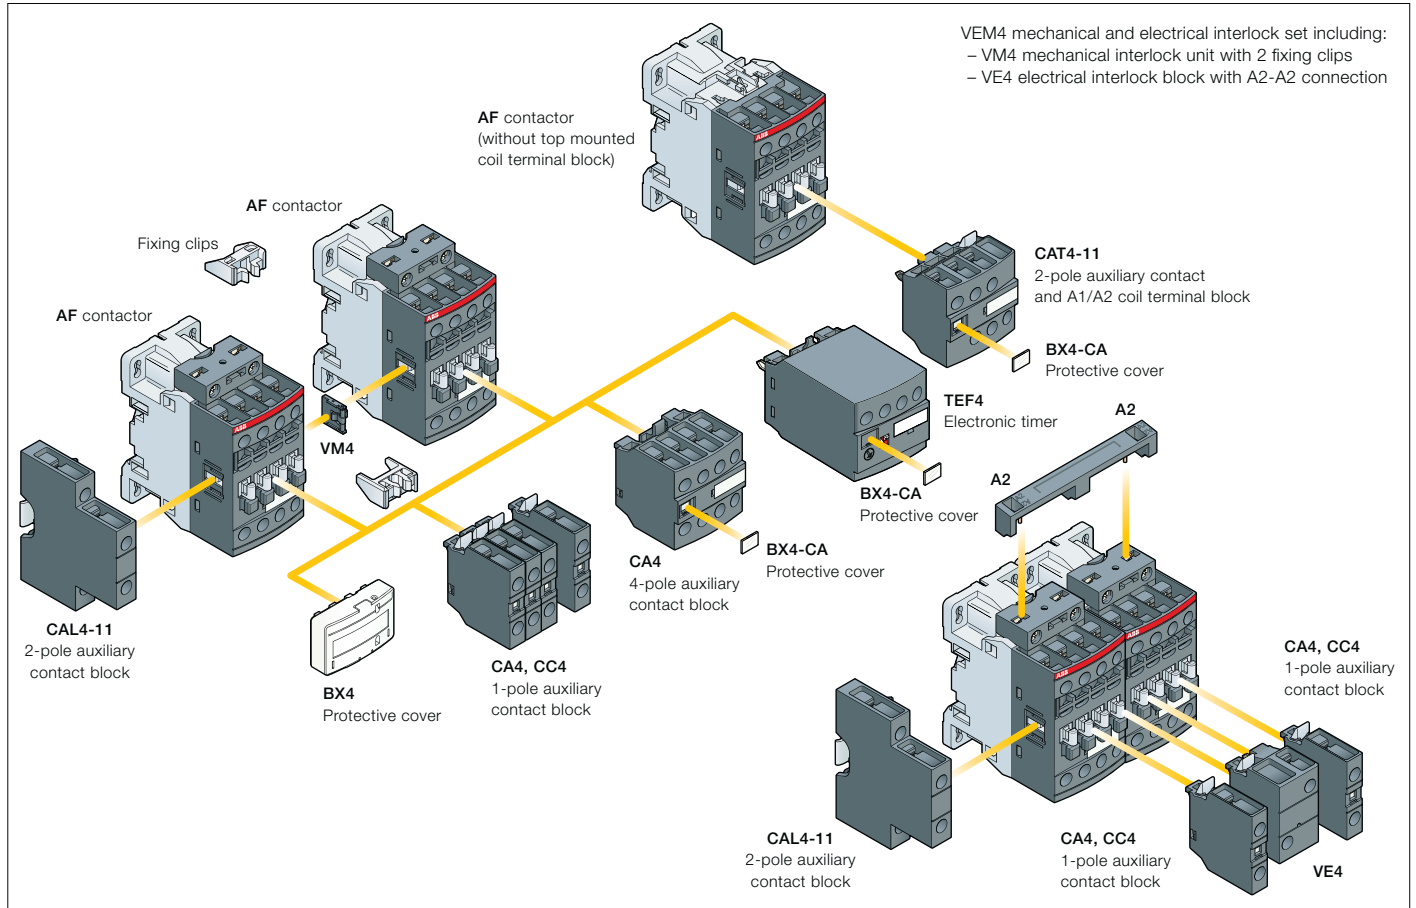 VEM4 mechanical and electrical interlock set including:
– VM4 mechanical interlock unit with 2 fixing clips
– VE4 electrical interlock block with A2-A2 connection
AF contactor
(without top mounted
coil terminal block)
AF contactor
Fixing clips
AF contactor
CAT4-11
2-pole auxiliary contact
and A1/A2 coil terminal block
BX4-CA
Protective cover
TEF4
Electronic timer
A2
A2
VM4
BX4-CA
Protective cover
BX4-CA
Protective cover
CA4
4-pole auxiliary
contact block
CAL4-11
2-pole auxiliary
contact block
BX4
Protective cover
CA4, CC4
1-pole auxiliary
contact block
CA4, CC4
1-pole auxiliary
contact block
CAL4-11
2-pole auxiliary
contact block
CA4, CC4
1-pole auxiliary
contact block
VE4
ABB
ABB
ABB
ABB
ABB